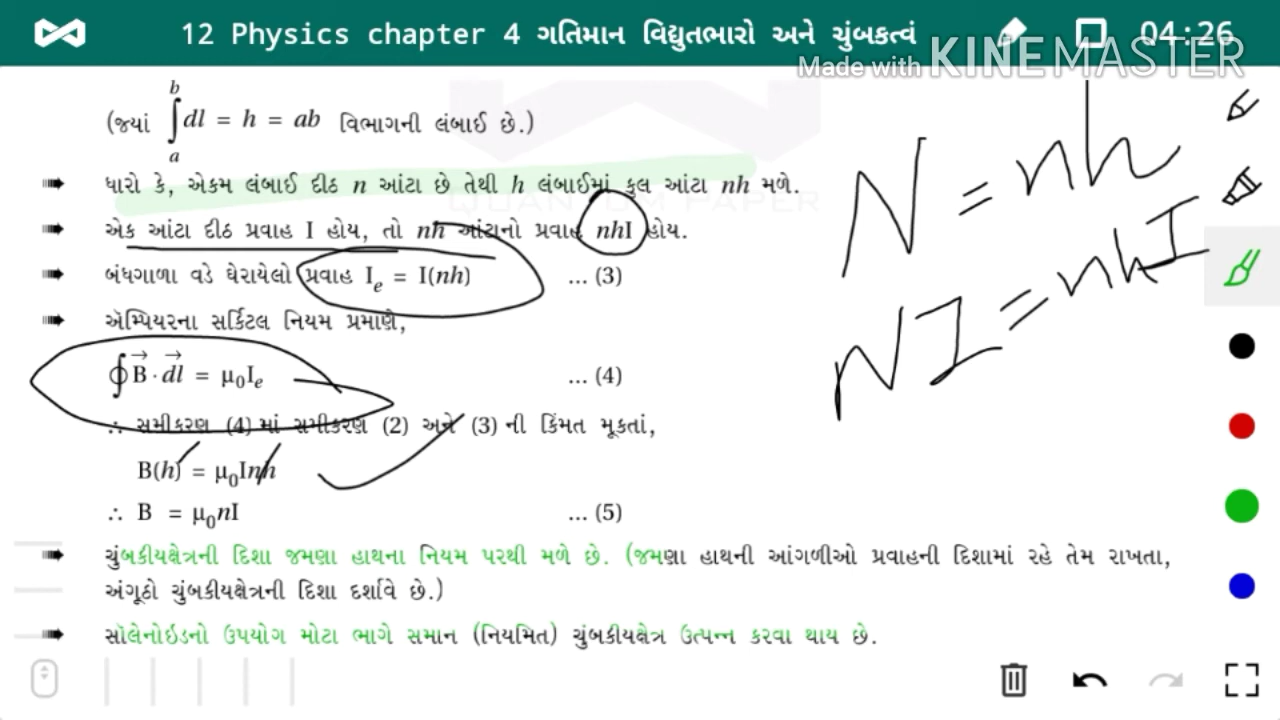 12 Physics chapter 4 ગતિમાન વિદ્યુતભારો અને ચુંબકત્વં 04:26
Made with KINEMASTER
(જ્યાં ∫ₐᵇ dl = h = ab વિભાગની લંબાઈ છે.)
ધારો કે, એકમ લંબાઈ દીઠ n આંટા છે તેથી h લંબાઈમાં કુલ આંટા nh મળે.
QUANTUM PAPER
એક આંટા દીઠ પ્રવાહ I હોય, તો nh આંટાનો પ્રવાહ nhI હોય.
બંધગાળા વડે ઘેરાયેલો પ્રવાહ Iₑ = I(nh) ... (3)
ઍમ્પિયરના સર્કિટલ નિયમ પ્રમાણે,
∮ B⃗ · dl⃗ = μ₀Iₑ ... (4)
∴ સમીકરણ (4) માં સમીકરણ (2) અને (3) ની કિંમત મૂકતાં,
B(h) = μ₀Inh
∴ B = μ₀nI ... (5)
ચુંબકીયક્ષેત્રની દિશા જમણા હાથના નિયમ પરથી મળે છે. (જમણા હાથની આંગળીઓ પ્રવાહની દિશામાં રહે તેમ રાખતા,
અંગૂઠો ચુંબકીયક્ષેત્રની દિશા દર્શાવે છે.)
સૉલેનોઇડનો ઉપયોગ મોટા ભાગે સમાન (નિયમિત) ચુંબકીયક્ષેત્ર ઉત્પન્ન કરવા થાય છે.
N = nh
NI = nhI